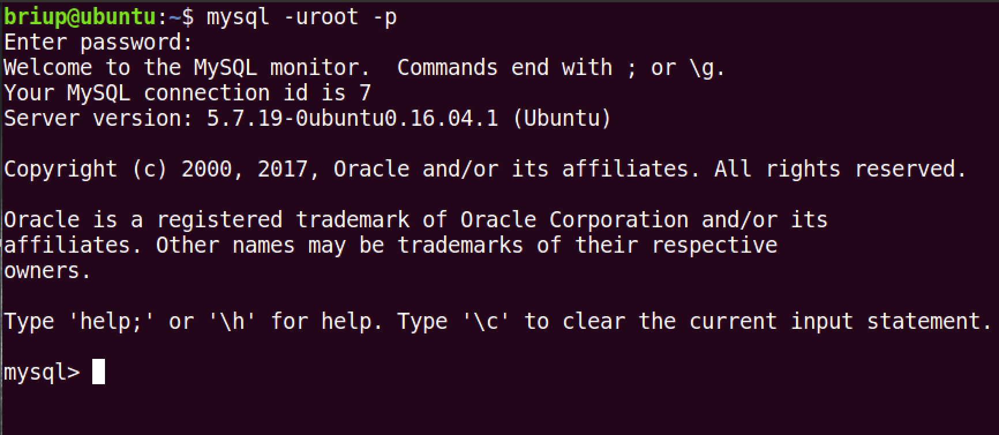 briup@ubuntu:~$ mysql -uroot -p
Enter password:
Welcome to the MySQL monitor.  Commands end with ; or \g.
Your MySQL connection id is 7
Server version: 5.7.19-0ubuntu0.16.04.1 (Ubuntu)
Copyright (c) 2000, 2017, Oracle and/or its affiliates. All rights reserved.
Oracle is a registered trademark of Oracle Corporation and/or its
affiliates. Other names may be trademarks of their respective
owners.
Type 'help;' or '\h' for help. Type '\c' to clear the current input statement.
mysql>